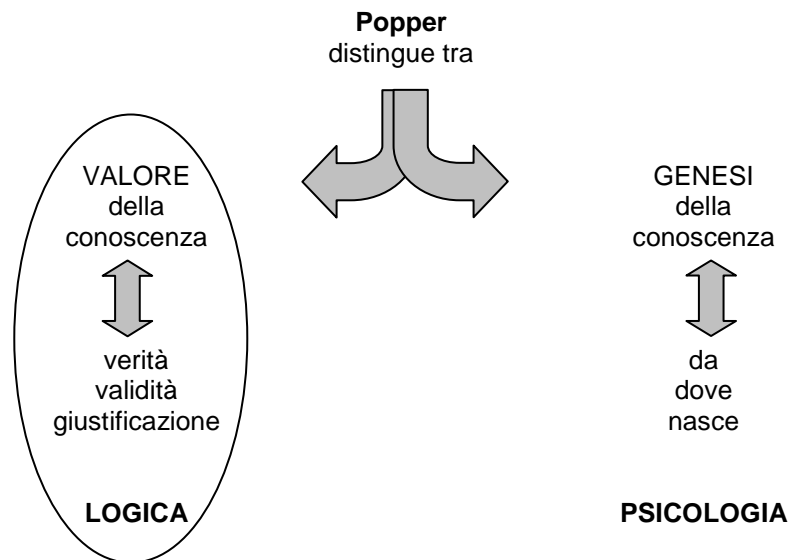 Popper
distingue tra
VALORE
della
conoscenza
verità
validità
giustificazione
LOGICA
GENESI
della
conoscenza
da
dove
nasce
PSICOLOGIA